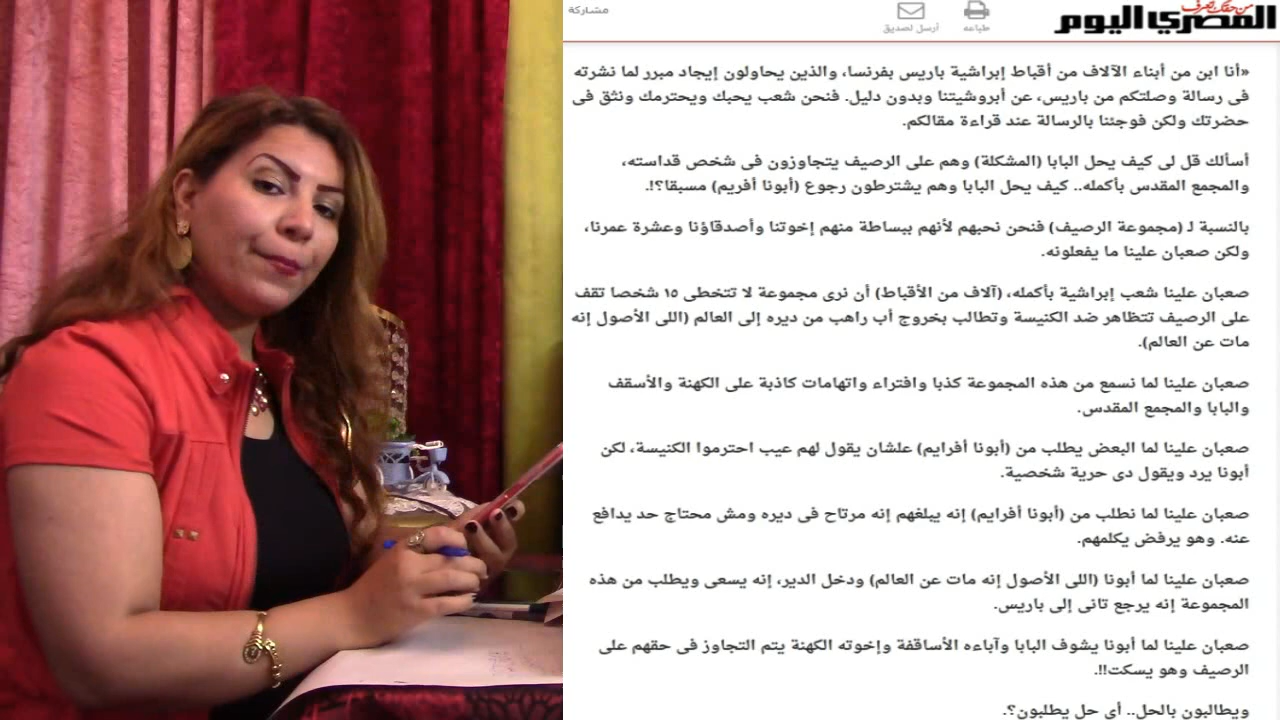 مشاركة
أرسل لصديق
طباعه
من حقك تعرف
المصري اليوم
«أنا ابن من أبناء الآلاف من أقباط إبراشية باريس بفرنسا، والذين يحاولون إيجاد مبرر لما نشرته
فى رسالة وصلتكم من باريس، عن أبروشيتنا وبدون دليل. فنحن شعب يحبك ويحترمك ونثق فى
حضرتك ولكن فوجئنا بالرسالة عند قراءة مقالكم.
أسألك قل لى كيف يحل البابا (المشكلة) وهم على الرصيف يتجاوزون فى شخص قداسته،
والمجمع المقدس بأكمله.. كيف يحل البابا وهم يشترطون رجوع (أبونا أفريم) مسبقا؟!.
بالنسبة لـ (مجموعة الرصيف) فنحن نحبهم لأنهم ببساطة منهم إخوتنا وأصدقاؤنا وعشرة عمرنا،
ولكن صعبان علينا ما يفعلونه.
صعبان علينا شعب إبراشية بأكمله، (آلاف من الأقباط) أن نرى مجموعة لا تتخطى ١٥ شخصا تقف
على الرصيف تتظاهر ضد الكنيسة وتطالب بخروج أب راهب من ديره إلى العالم (اللى الأصول إنه
مات عن العالم).
صعبان علينا لما نسمع من هذه المجموعة كذبا وافتراء واتهامات كاذبة على الكهنة والأسقف
والبابا والمجمع المقدس.
صعبان علينا لما البعض يطلب من (أبونا أفرايم) علشان يقول لهم عيب احترموا الكنيسة، لكن
أبونا يرد ويقول دى حرية شخصية.
صعبان علينا لما نطلب من (أبونا أفرايم) إنه يبلغهم إنه مرتاح فى ديره ومش محتاج حد يدافع
عنه. وهو يرفض يكلمهم.
صعبان علينا لما أبونا (اللى الأصول إنه مات عن العالم) ودخل الدير، إنه يسعى ويطلب من هذه
المجموعة إنه يرجع تانى إلى باريس.
صعبان علينا لما أبونا يشوف البابا وآباءه الأساقفة وإخوته الكهنة يتم التجاوز فى حقهم على
الرصيف وهو يسكت!!.
ويطالبون بالحل.. أى حل يطلبون؟.